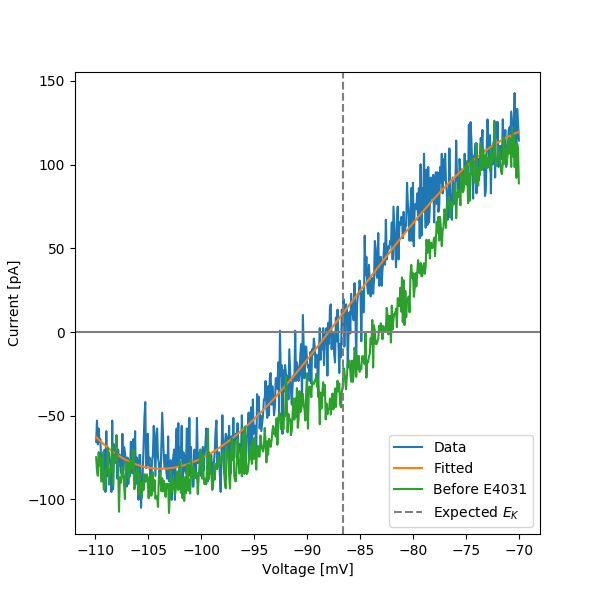 150
100
50
0
−50
−100
−110
−105
−100
−95
−90
−85
−80
−75
−70
Current [pA]
Voltage [mV]
Data
Fitted
Before E4031
Expected E_K